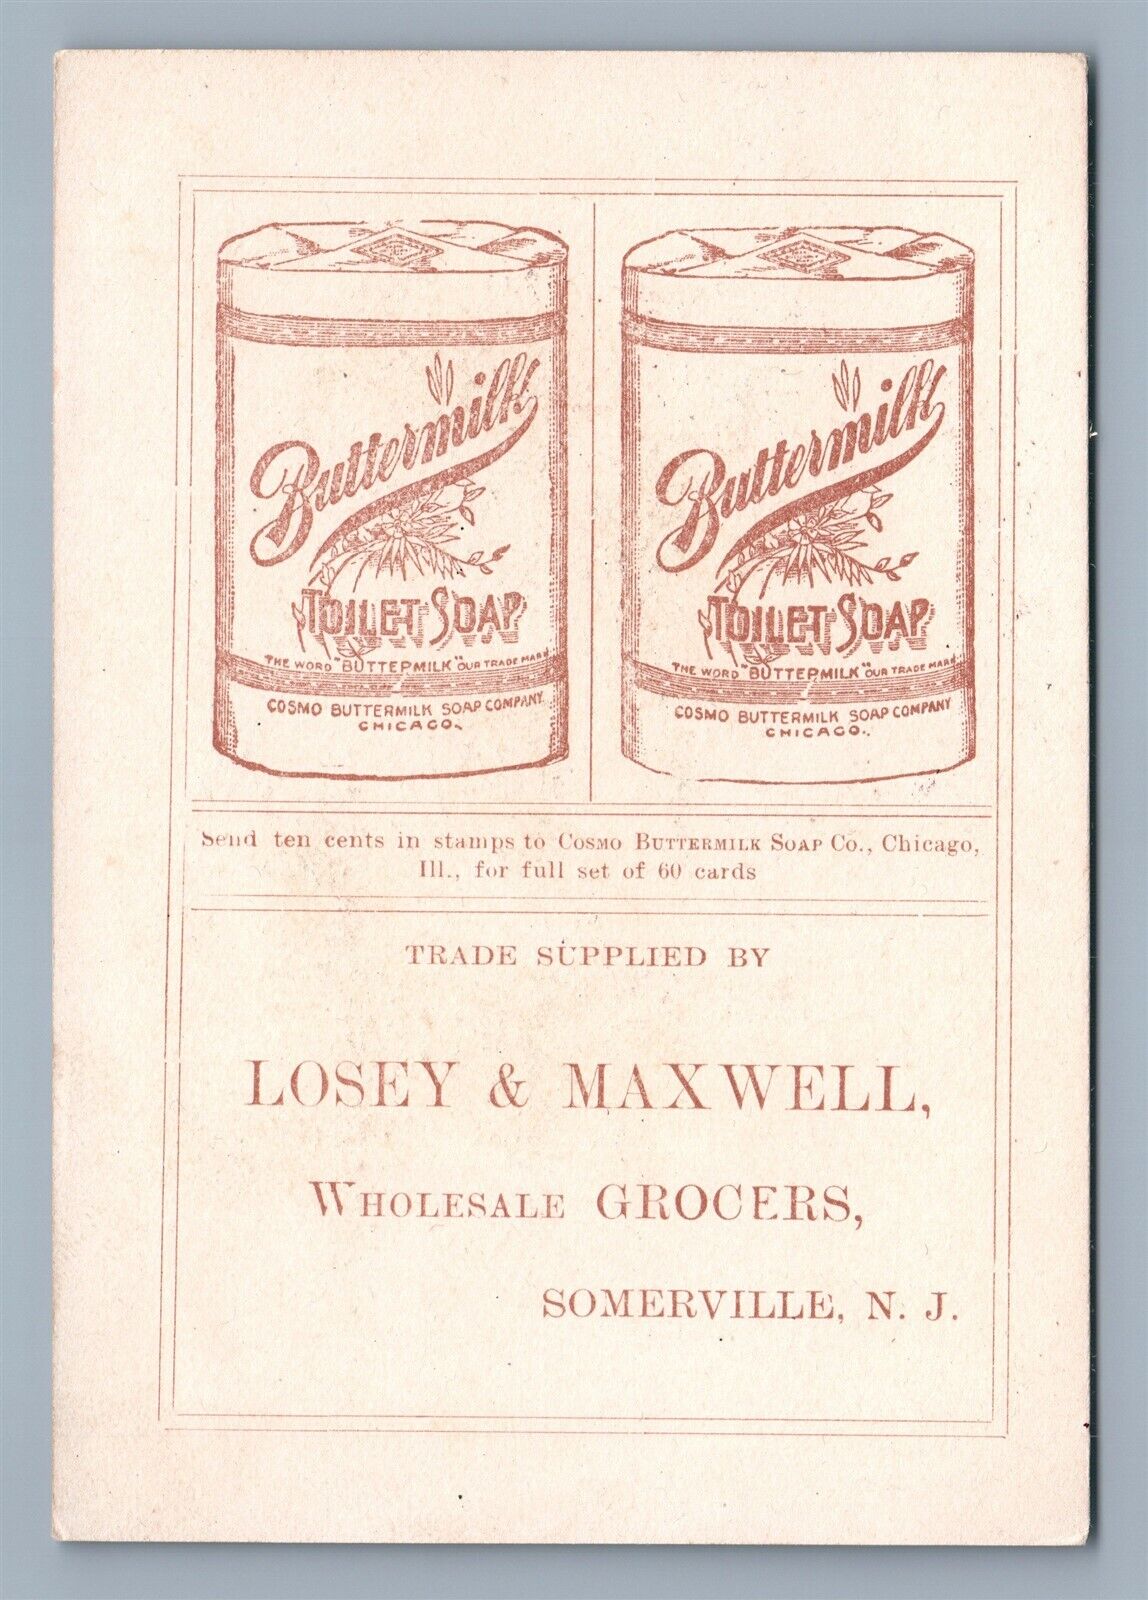 Buttermilk
TOILET SOAP
THE WORD "BUTTERMILK" OUR TRADE MARK
COSMO BUTTERMILK SOAP COMPANY
CHICAGO.
Buttermilk
TOILET SOAP
THE WORD "BUTTERMILK" OUR TRADE MARK
COSMO BUTTERMILK SOAP COMPANY
CHICAGO.
Send ten cents in stamps to COSMO BUTTERMILK SOAP CO., Chicago,
Ill., for full set of 60 cards
TRADE SUPPLIED BY
LOSEY & MAXWELL,
WHOLESALE GROCERS,
SOMERVILLE, N. J.